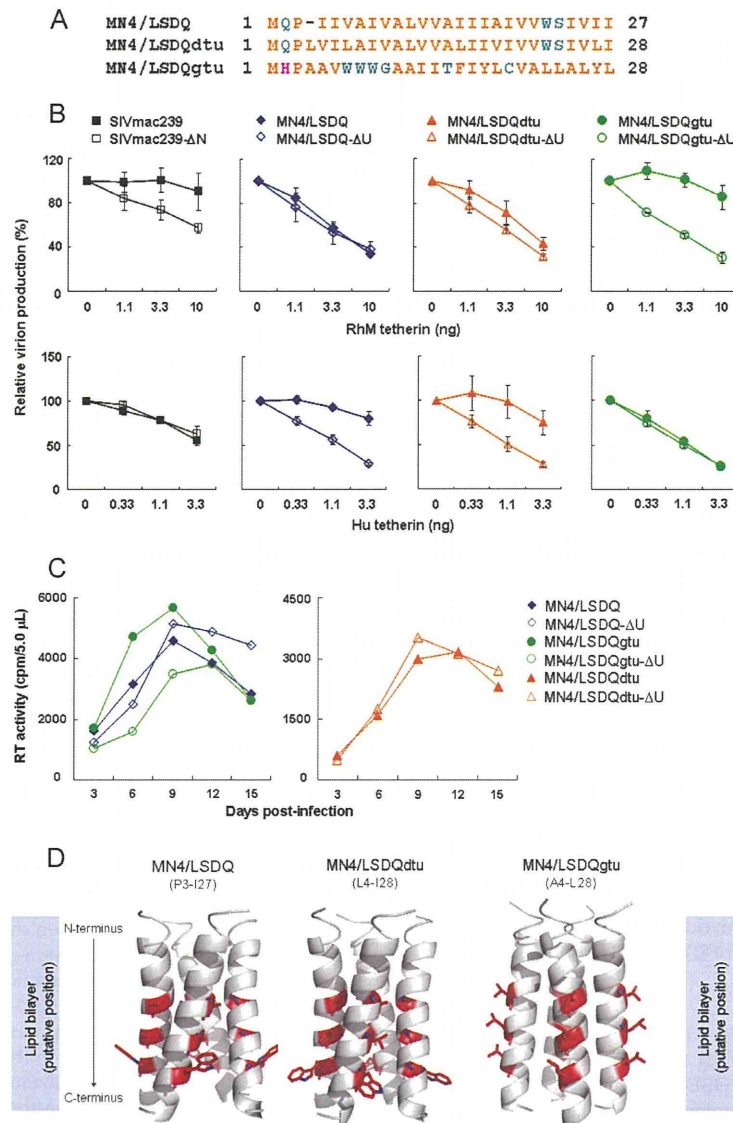 A
MN4/LSDQ 1 MQP-IIVAIVALVVAIIIAIVVWSIVII 27
MN4/LSDQdtu 1 MQPLVILAIVALVVAIIIAIVVWSIVLI 28
MN4/LSDQgtu 1 MHPAAVWWWGAAIITFIYLCVALLALYL 28
B
SIVmac239
SIVmac239-ΔN
MN4/LSDQ
MN4/LSDQ-ΔU
MN4/LSDQdtu
MN4/LSDQdtu-ΔU
MN4/LSDQgtu
MN4/LSDQgtu-ΔU
Relative virion production (%)
120
80
40
0
0 1.1 3.3 10
0 1.1 3.3 10
0 1.1 3.3 10
0 1.1 3.3 10
RhM tetherin (ng)
150
100
50
0
0 0.33 1.1 3.3
0 0.33 1.1 3.3
0 0.33 1.1 3.3
0 0.33 1.1 3.3
Hu tetherin (ng)
C
RT activity (cpm/5.0 μL)
6000
4000
2000
0
3 6 9 12 15
4500
3000
1500
0
3 6 9 12 15
Days post-infection
MN4/LSDQ
MN4/LSDQ-ΔU
MN4/LSDQgtu
MN4/LSDQgtu-ΔU
MN4/LSDQdtu
MN4/LSDQdtu-ΔU
D
MN4/LSDQ
(P3-I27)
MN4/LSDQdtu
(L4-I28)
MN4/LSDQgtu
(A4-L28)
Lipid bilayer
(putative position)
N-terminus
C-terminus
Lipid bilayer
(putative position)